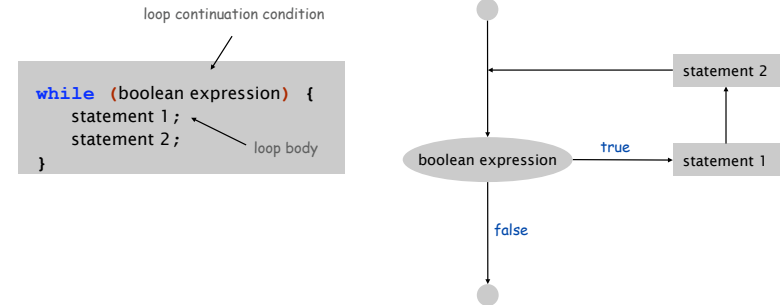 loop continuation condition
while (boolean expression) {
statement 1;
statement 2;
loop body
}
statement 2
boolean expression
true
statement 1
false